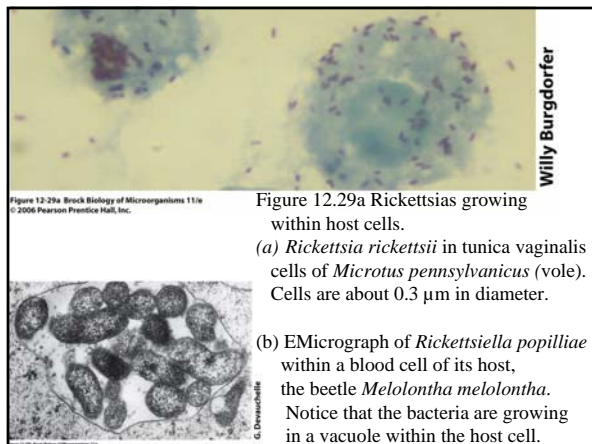 Willy Burgdorfer
Figure 12-29a Brock Biology of Microorganisms 11/e
© 2006 Pearson Prentice Hall, Inc.
Figure 12.29a Rickettsias growing
within host cells.
(a) Rickettsia rickettsii in tunica vaginalis
cells of Microtus pennsylvanicus (vole).
Cells are about 0.3 µm in diameter.
(b) EMicrograph of Rickettsiella popilliae
within a blood cell of its host,
the beetle Melolontha melolontha.
Notice that the bacteria are growing
in a vacuole within the host cell.
G. Devauchelle